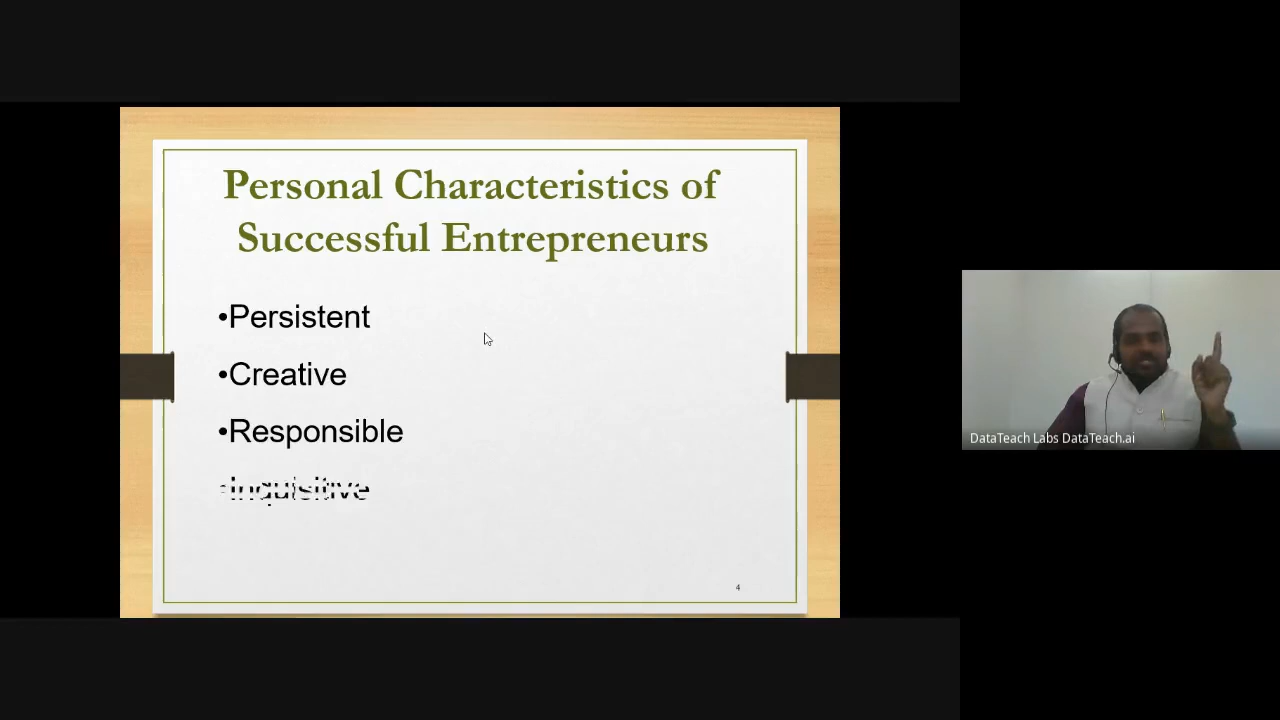 Personal Characteristics of
Successful Entrepreneurs
•Persistent
•Creative
•Responsible
•inquisitive
4
DataTeach Labs DataTeach.ai